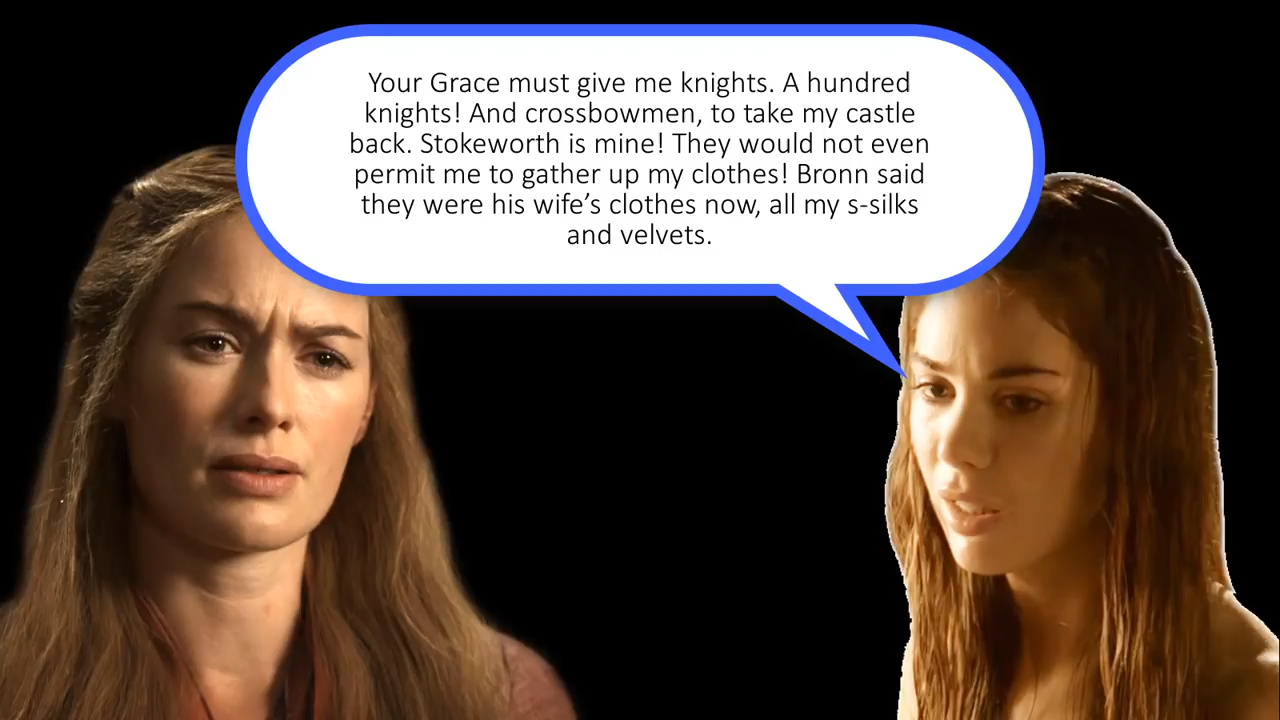 Your Grace must give me knights. A hundred
knights! And crossbowmen, to take my castle
back. Stokeworth is mine! They would not even
permit me to gather up my clothes! Bronn said
they were his wife’s clothes now, all my s-silks
and velvets.